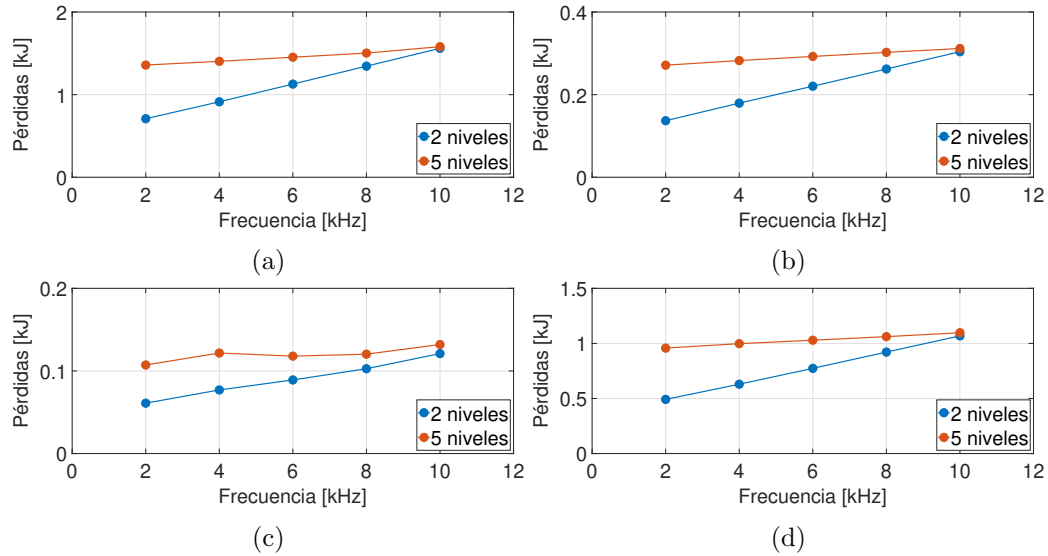 2
1
0
Pérdidas [kJ]
0 2 4 6 8 10 12
Frecuencia [kHz]
2 niveles
5 niveles
(a)
0.4
0.2
0
Pérdidas [kJ]
0 2 4 6 8 10 12
Frecuencia [kHz]
2 niveles
5 niveles
(b)
0.2
0.1
0
Pérdidas [kJ]
0 2 4 6 8 10 12
Frecuencia [kHz]
2 niveles
5 niveles
(c)
1.5
1
0.5
0
Pérdidas [kJ]
0 2 4 6 8 10 12
Frecuencia [kHz]
2 niveles
5 niveles
(d)